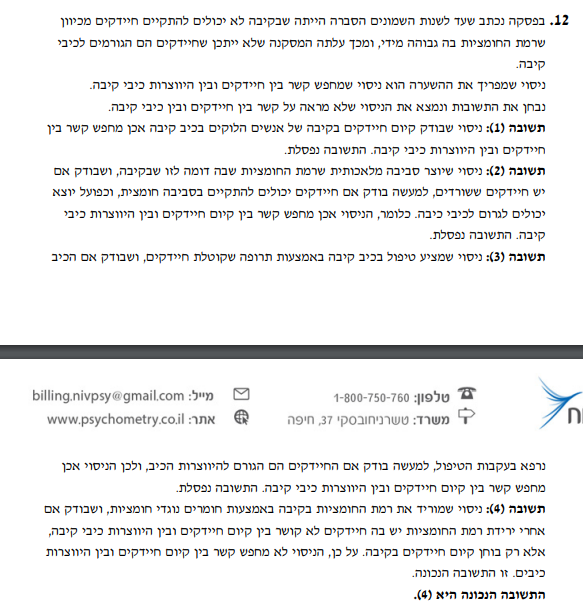 12. בפסקה נכתב שעד לשנות השמונים הסברה הייתה שבקיבה לא יכולים להתקיים חיידקים מכיוון
שרמת החומציות בה גבוהה מידי, ומכך עלתה המסקנה שלא ייתכן שחיידקים הם הגורמים לכיבי
קיבה.
ניסוי שמפריך את ההשערה הוא ניסוי שמחפש קשר בין חיידקים ובין היווצרות כיבי קיבה.
נבחן את התשובות ונמצא את הניסוי שלא מראה על קשר בין חיידקים ובין כיבי קיבה.
תשובה (1): ניסוי שבודק קיום חיידקים בקיבה של אנשים הלוקים בכיב קיבה אכן מחפש קשר בין
חיידקים ובין היווצרות כיבי קיבה. התשובה נפסלת.
תשובה (2): ניסוי שיוצר סביבה מלאכותית שרמת החומציות שבה דומה לזו שבקיבה, ושבודק אם
יש חיידקים ששורדים, למעשה בודק אם חיידקים יכולים להתקיים בסביבה חומצית, וכפועל יוצא
יכולים לגרום לכיבי כיבה. כלומר, הניסוי אכן מחפש קשר בין קיום חיידקים ובין היווצרות כיבי
קיבה. התשובה נפסלת.
תשובה (3): ניסוי שמציע טיפול בכיב קיבה באמצעות תרופה שקוטלת חיידקים, ושבודק אם הכיב
טלפון: 1-800-750-760 מייל: billing.nivpsy@gmail.com
משרד: טשרניחובסקי 37, חיפה אתר: www.psychometry.co.il
נרפא בעקבות הטיפול, למעשה בודק אם החיידקים הם הגורם להיווצרות הכיב, ולכן הניסוי אכן
מחפש קשר בין קיום חיידקים ובין היווצרות כיבי קיבה. התשובה נפסלת.
תשובה (4): ניסוי שמוריד את רמת החומציות בקיבה באמצעות חומרים נוגדי חומציות, ושבודק אם
אחרי ירידת רמת החומציות יש בה חיידקים לא קושר בין קיום חיידקים ובין היווצרות כיבי קיבה,
אלא רק בוחן קיום חיידקים בקיבה. על כן, הניסוי לא מחפש קשר בין קיום חיידקים ובין היווצרות
כיבים. זו התשובה הנכונה.
התשובה הנכונה היא (4).